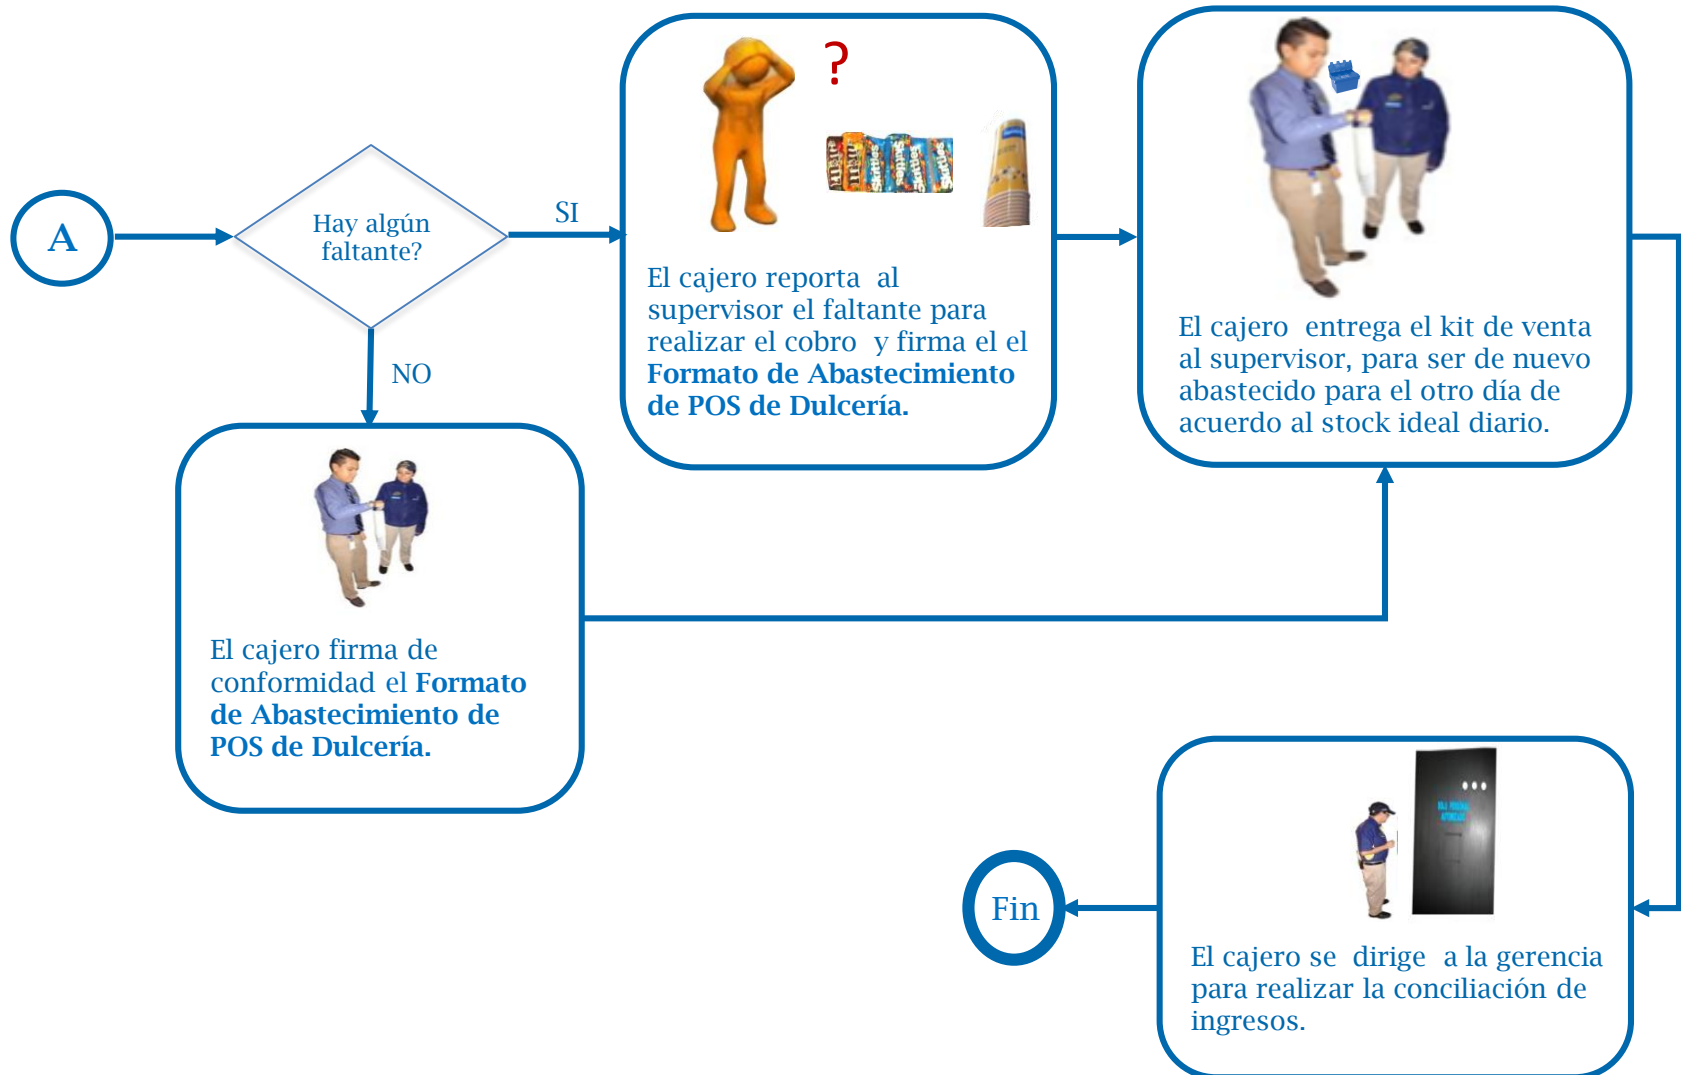 A
Hay algún
faltante?
SI
NO
?
M&M's
Skittles
Skittles
Skittles
El cajero reporta al
supervisor el faltante para
realizar el cobro y firma el el
Formato de Abastecimiento
de POS de Dulcería.
El cajero entrega el kit de venta
al supervisor, para ser de nuevo
abastecido para el otro día de
acuerdo al stock ideal diario.
El cajero firma de
conformidad el Formato
de Abastecimiento de
POS de Dulcería.
El cajero se dirige a la gerencia
para realizar la conciliación de
ingresos.
Fin